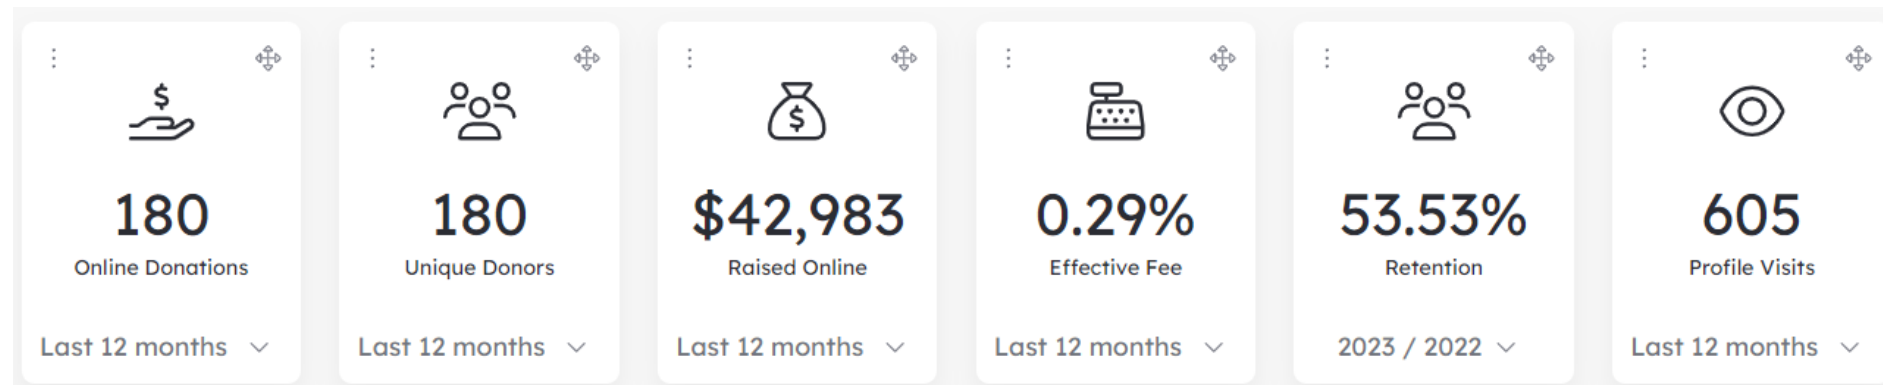 180
Online Donations
Last 12 months
180
Unique Donors
Last 12 months
$
$42,983
Raised Online
Last 12 months
0.29%
Effective Fee
Last 12 months
53.53%
Retention
2023 / 2022
605
Profile Visits
Last 12 months